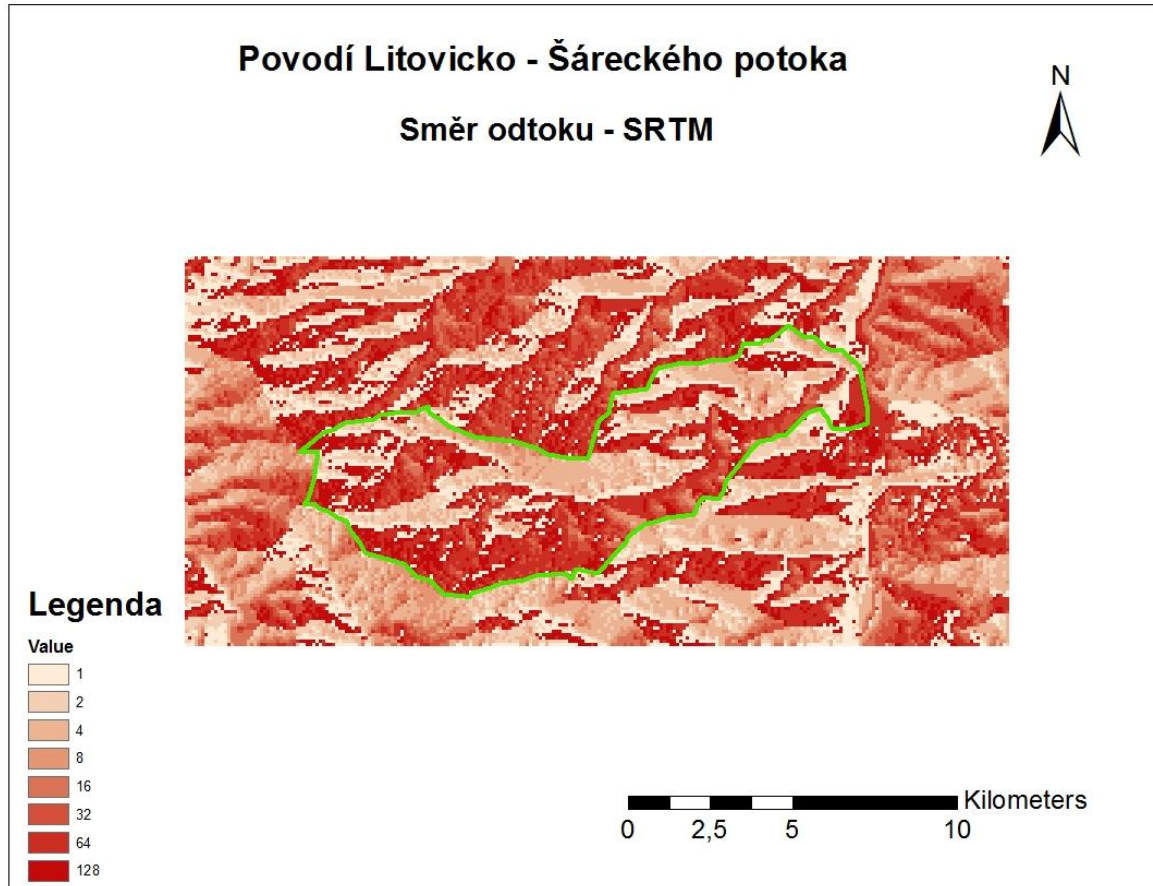 Povodí Litovicko - Šáreckého potoka
Směr odtoku - SRTM
N
Legenda
Value
1
2
4
8
16
32
64
128
Kilometers
0 2,5 5 10